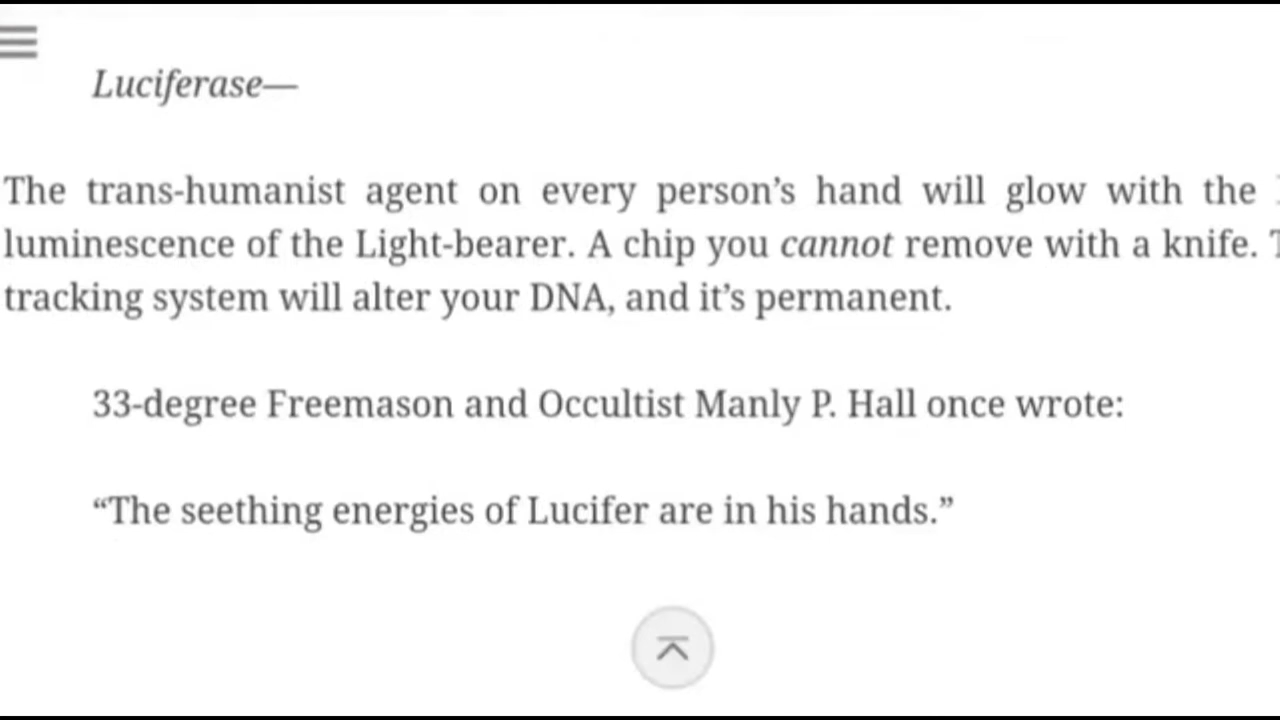 Luciferase—
The trans-humanist agent on every person’s hand will glow with the
luminescence of the Light-bearer. A chip you cannot remove with a knife.
tracking system will alter your DNA, and it’s permanent.
33-degree Freemason and Occultist Manly P. Hall once wrote:
“The seething energies of Lucifer are in his hands.”